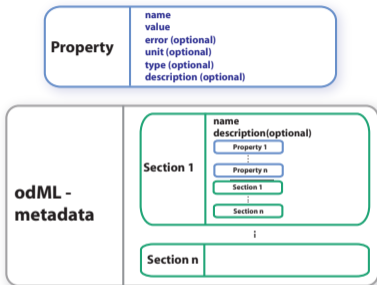 Property
name
value
error (optional)
unit (optional)
type (optional)
description (optional)
odML -
metadata
Section 1
name
description(optional)
Property 1
Property n
Section 1
Section n
Section n